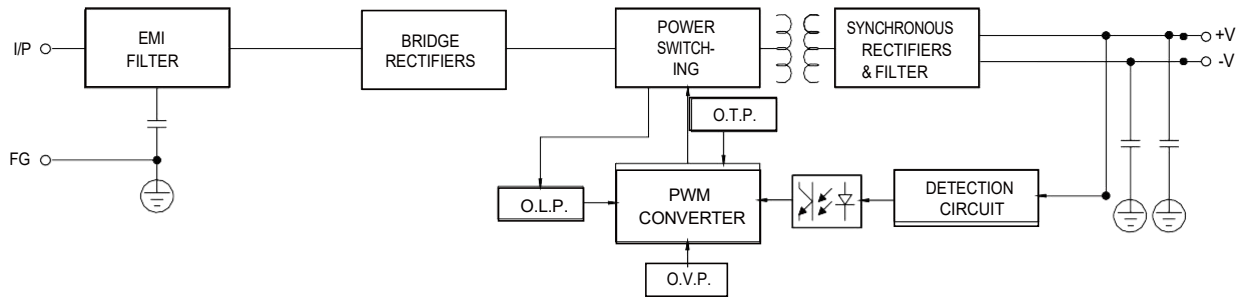 I/P
EMI
FILTER
BRIDGE
RECTIFIERS
POWER
SWITCH-
ING
SYNCHRONOUS
RECTIFIERS
& FILTER
+V
-V
O.T.P.
FG
O.L.P.
PWM
CONVERTER
DETECTION
CIRCUIT
O.V.P.